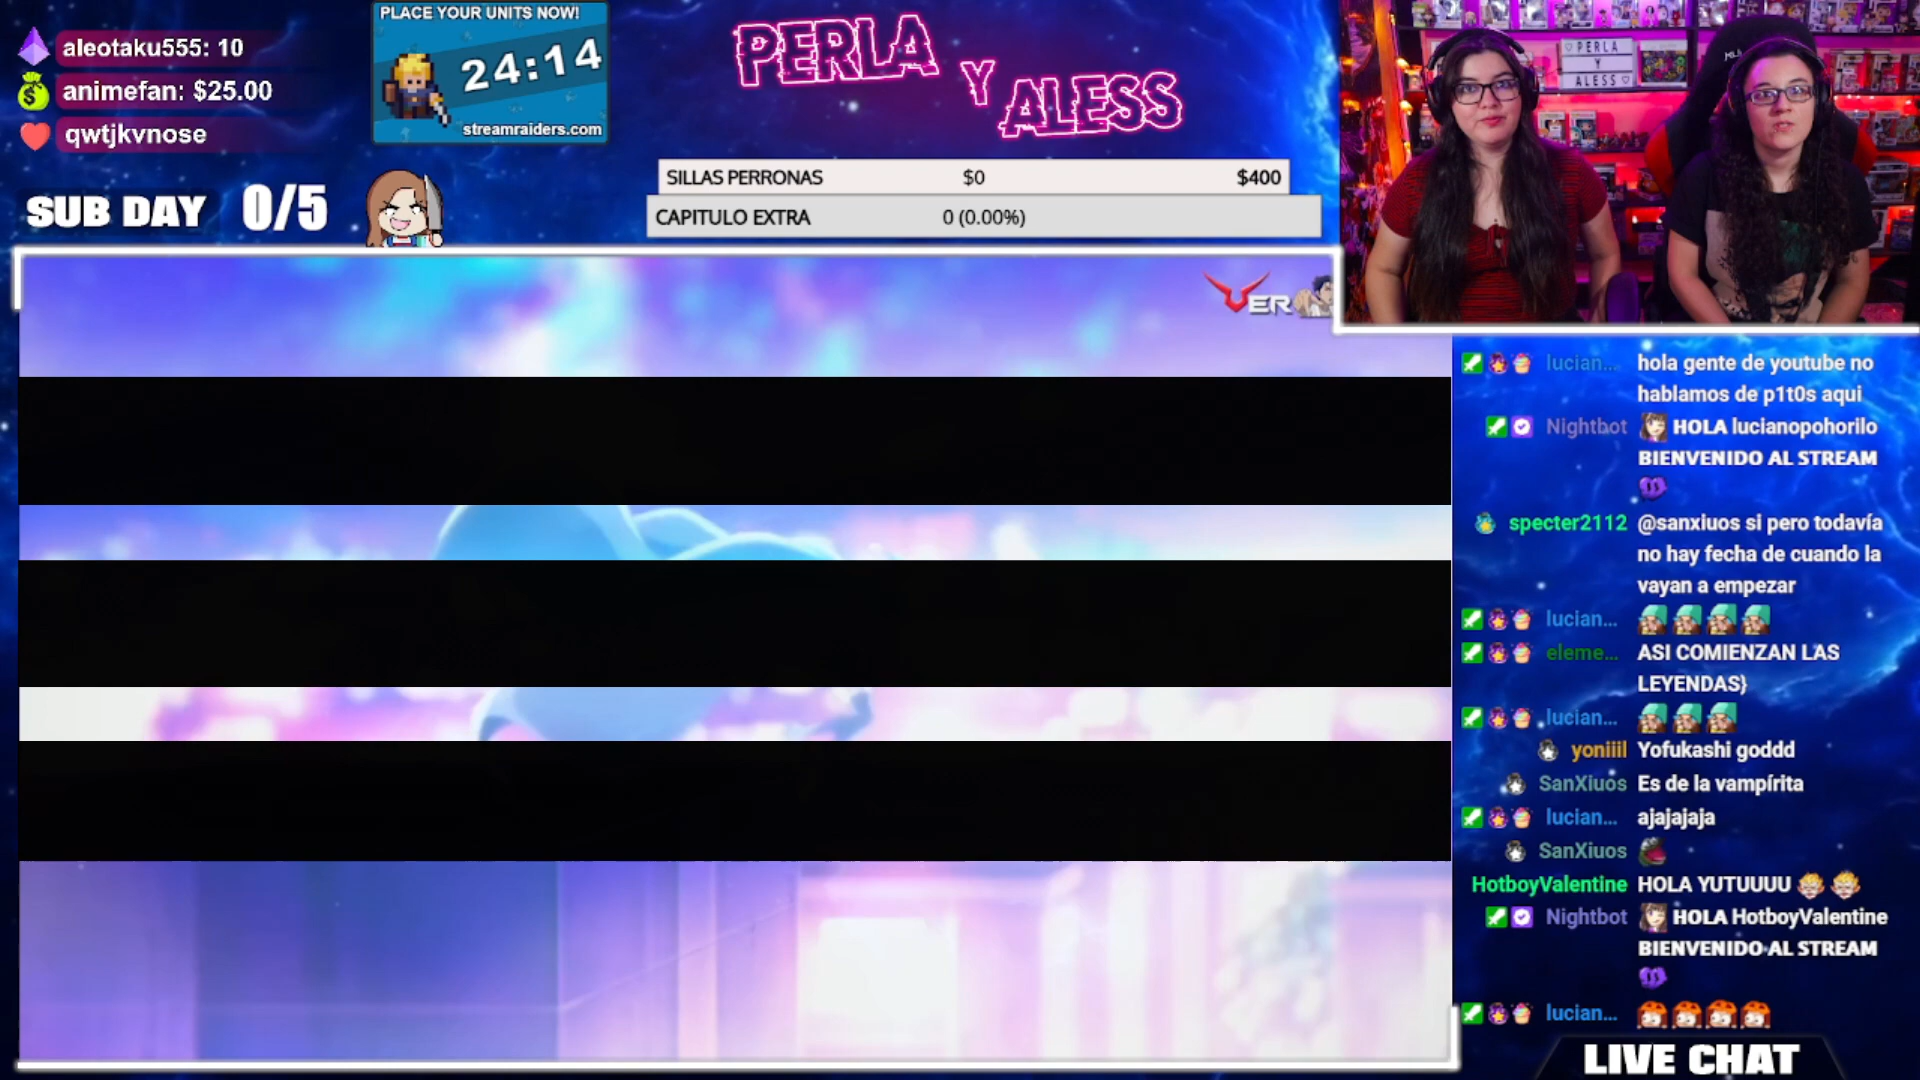 aleotaku555: 10
animefan: $25.00
qwtjkvnose
SUB DAY 0/5
PLACE YOUR UNITS NOW!
24:14
streamraiders.com
PERLA
Y
ALESS
SILLAS PERRONAS $0 $400
CAPITULO EXTRA 0 (0.00%)
VER
PERLA
Y
ALESS
lucian... hola gente de youtube no
hablamos de p1t0s aqui
Nightbot HOLA lucianopohorilo
BIENVENIDO AL STREAM
specter2112 @sanxiuos si pero todavía
no hay fecha de cuando la
vayan a empezar
lucian...
eleme... ASI COMIENZAN LAS
LEYENDAS}
lucian...
yoniiil Yofukashi goddd
SanXiuos Es de la vampírita
lucian... ajajajaja
SanXiuos
HotboyValentine HOLA YUTUUUU
Nightbot HOLA HotboyValentine
BIENVENIDO AL STREAM
lucian...
LIVE CHAT